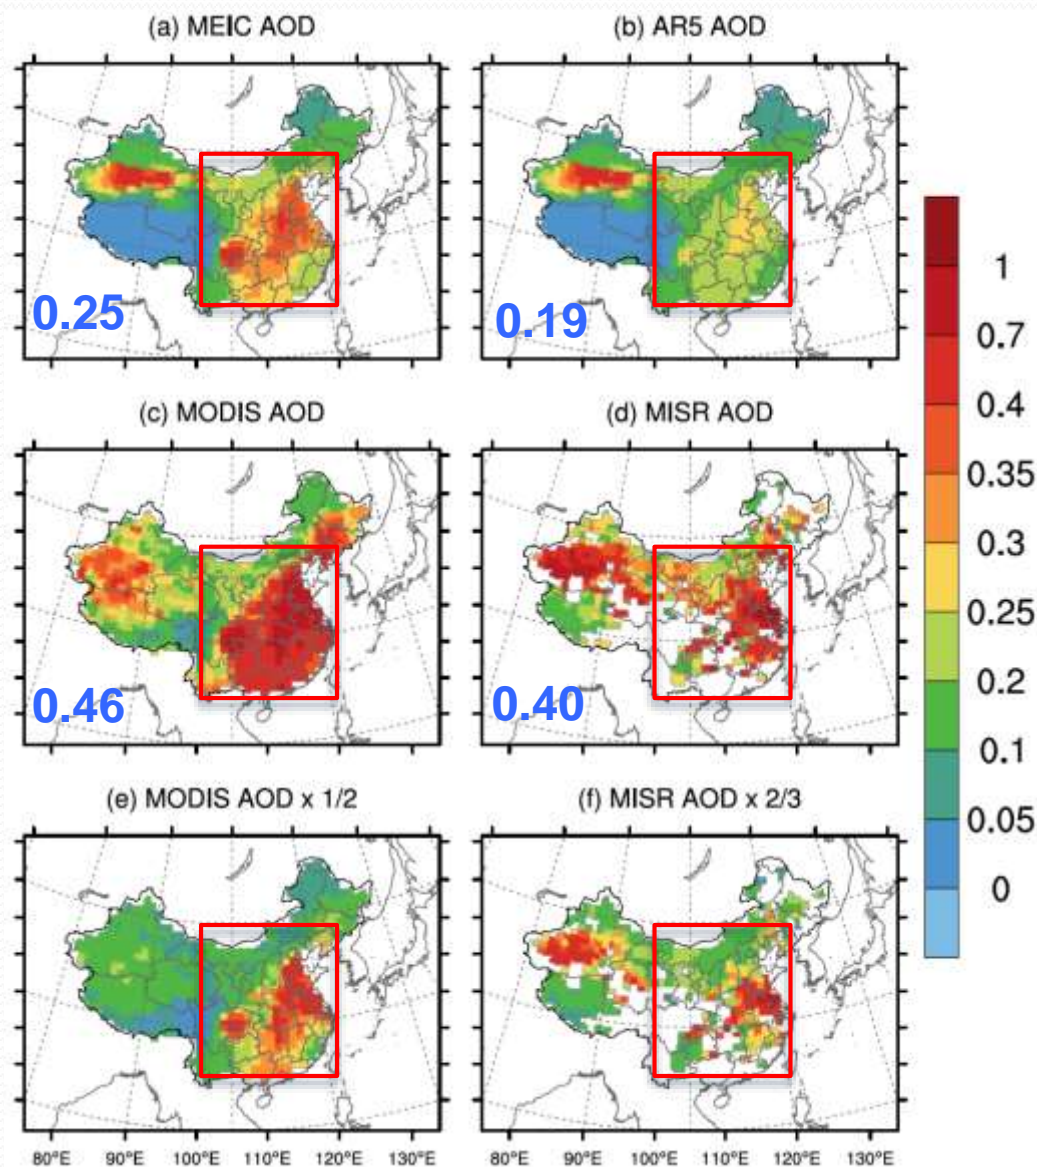 (a) MEIC AOD
(b) AR5 AOD
0.25
0.19
(c) MODIS AOD
(d) MISR AOD
0.46
0.40
(e) MODIS AOD x 1/2
(f) MISR AOD x 2/3
80°E 90°E 100°E 110°E 120°E 130°E
80°E 90°E 100°E 110°E 120°E 130°E
1
0.7
0.4
0.35
0.3
0.25
0.2
0.1
0.05
0